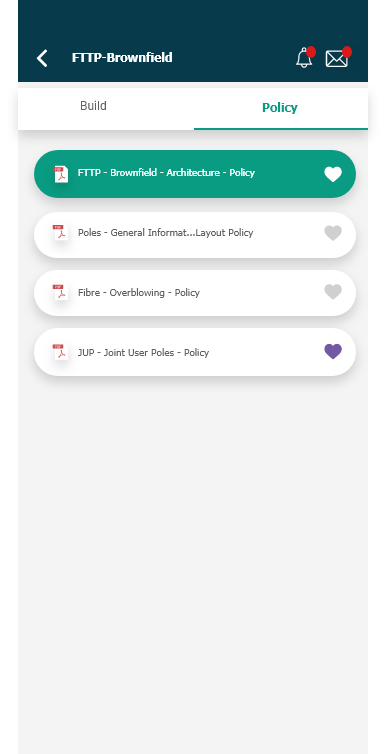 FTTP-Brownfield
Build
Policy
FTTP - Brownfield - Architecture - Policy
Poles - General Informat...Layout Policy
Fibre - Overblowing - Policy
JUP - Joint User Poles - Policy